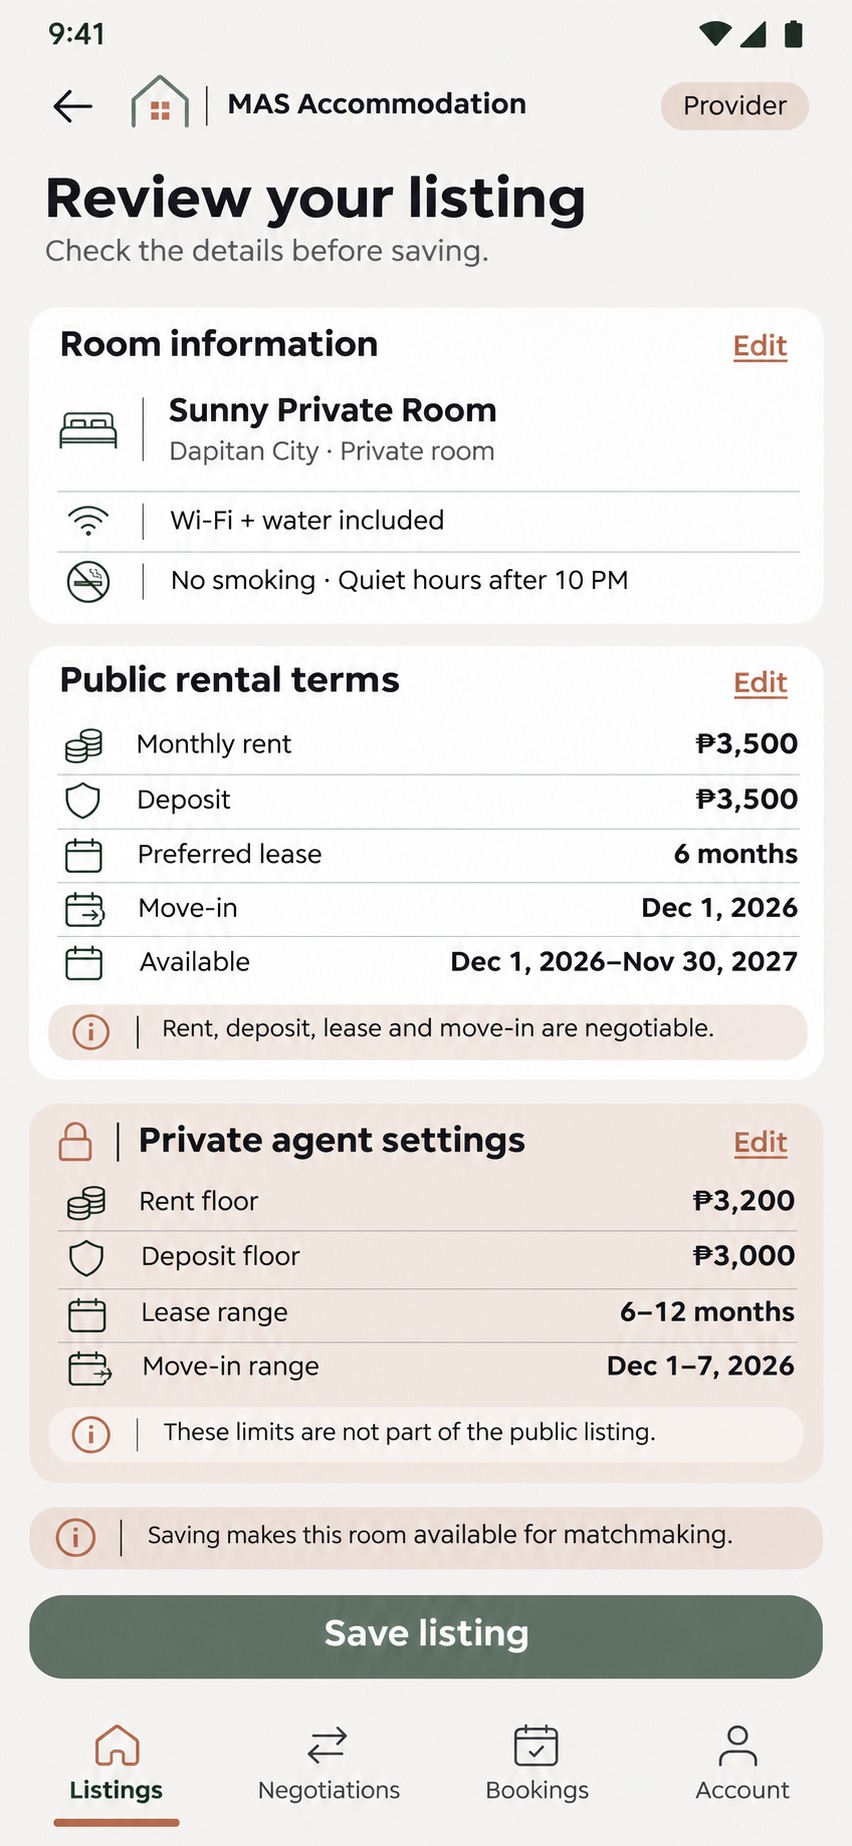 9:41
MAS Accommodation
Provider
Review your listing
Check the details before saving.
Room information
Edit
Sunny Private Room
Dapitan City · Private room
Wi-Fi + water included
No smoking · Quiet hours after 10 PM
Public rental terms
Edit
Monthly rent ₱3,500
Deposit ₱3,500
Preferred lease 6 months
Move-in Dec 1, 2026
Available Dec 1, 2026–Nov 30, 2027
Rent, deposit, lease and move-in are negotiable.
Private agent settings
Edit
Rent floor ₱3,200
Deposit floor ₱3,000
Lease range 6–12 months
Move-in range Dec 1–7, 2026
These limits are not part of the public listing.
Saving makes this room available for matchmaking.
Save listing
Listings
Negotiations
Bookings
Account